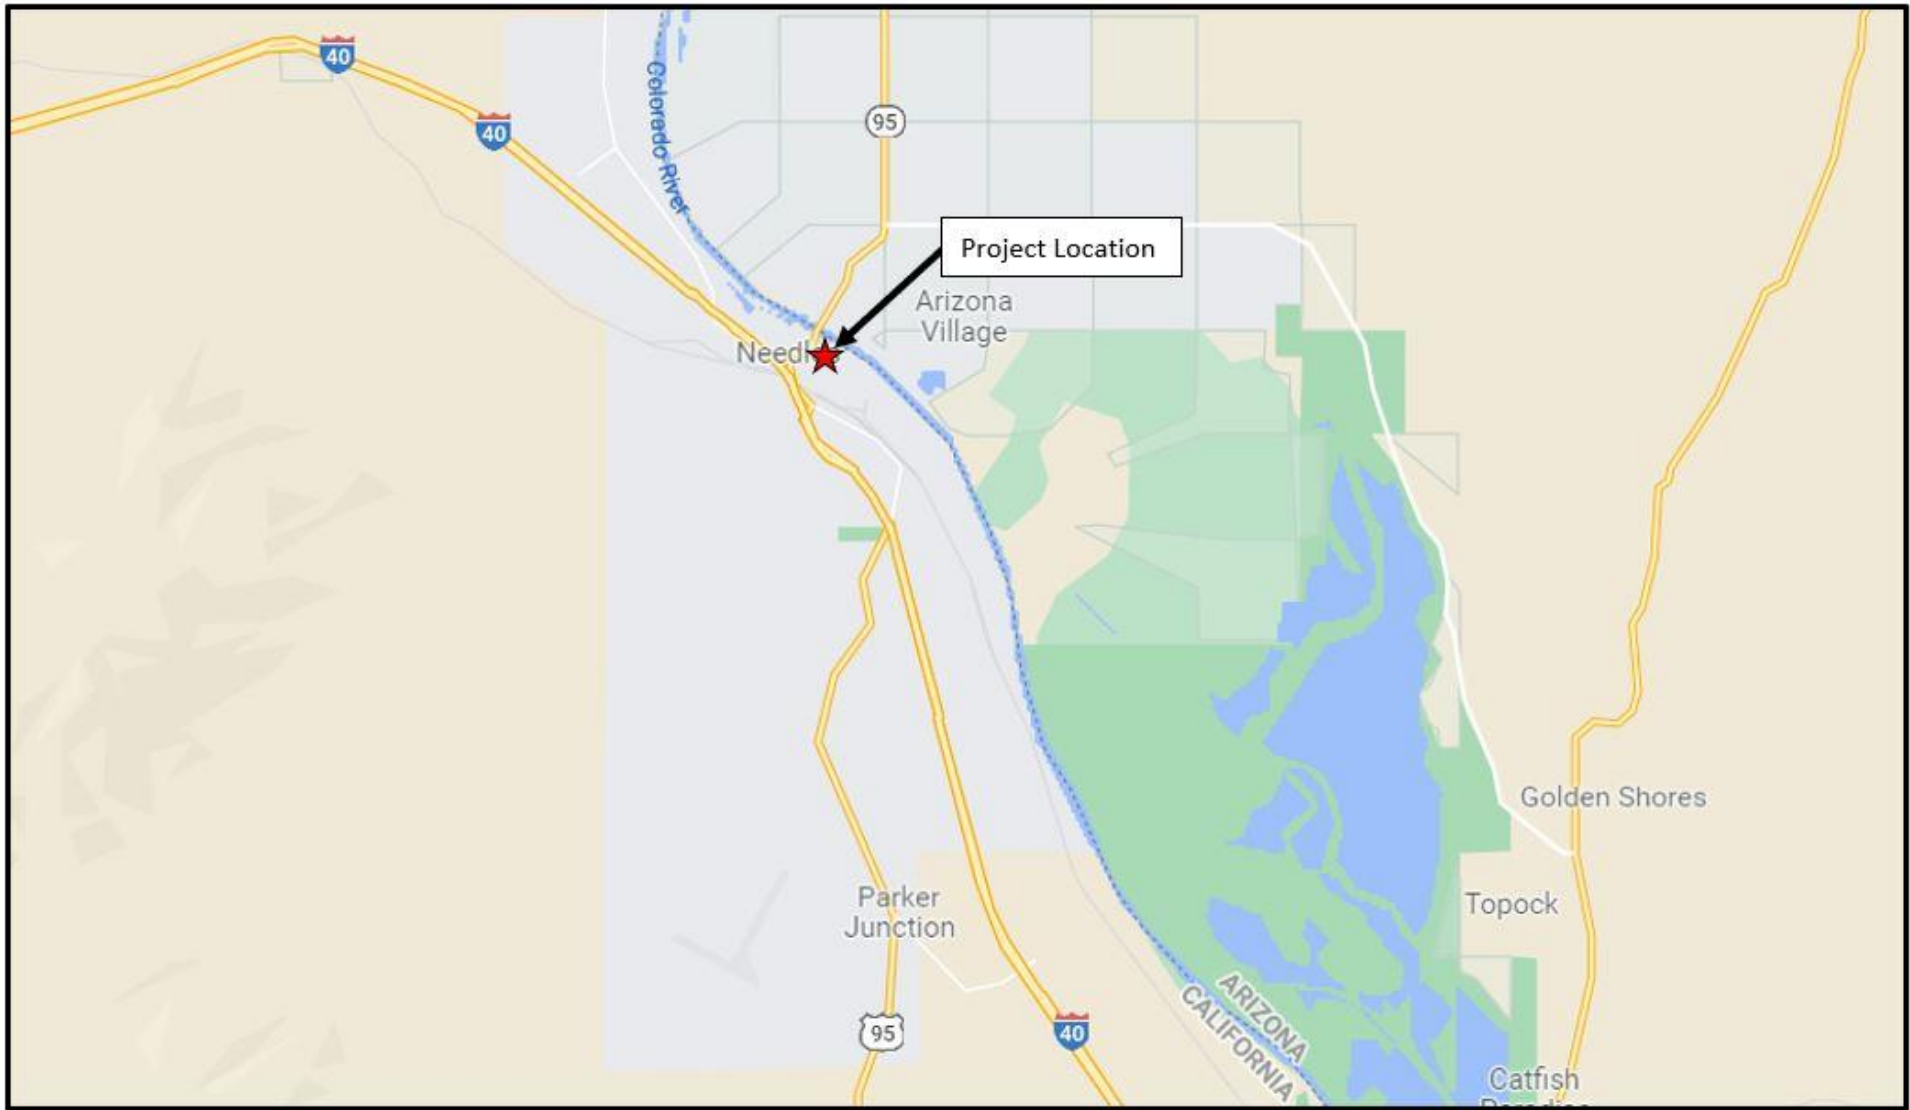 40
40
Colorado River
95
Project Location
Arizona
Village
Golden Shores
Parker
Junction
Topock
ARIZONA
CALIFORNIA
95
40
Catfish